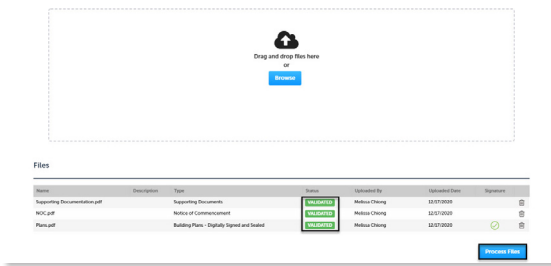 Drag and drop files here
or
Browse
Files
Name Description Type Status Uploaded By Uploaded Date Signature
Supporting Documentation.pdf Supporting Documents VALIDATED Melissa Chiong 12/17/2020
NOC.pdf Notice of Commencement VALIDATED Melissa Chiong 12/17/2020
Plans.pdf Building Plans - Digitally Signed and Sealed VALIDATED Melissa Chiong 12/17/2020
Process Files